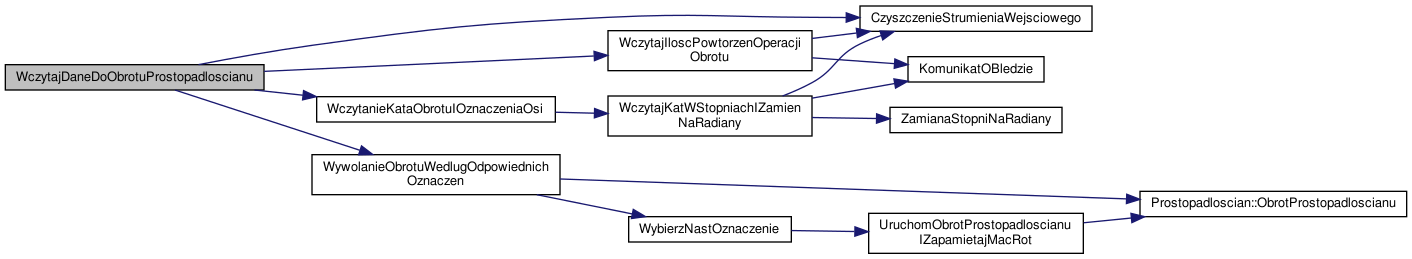 CzyszczenieStrumieniaWejsciowego
WczytajIloscPowtorzenOperacji
Obrotu
KomunikatOBledzie
WczytajDaneDoObrotuProstopadloscianu
WczytanieKataObrotuIOznaczeniaOsi
WczytajKatWStopniachIZamien
NaRadiany
ZamianaStopniNaRadiany
WywolanieObrotuWedlugOdpowiednich
Oznaczen
Prostopadloscian::ObrotProstopadloscianu
WybierzNastOznaczenie
UruchomObrotProstopadloscianu
IZapamietajMacRot